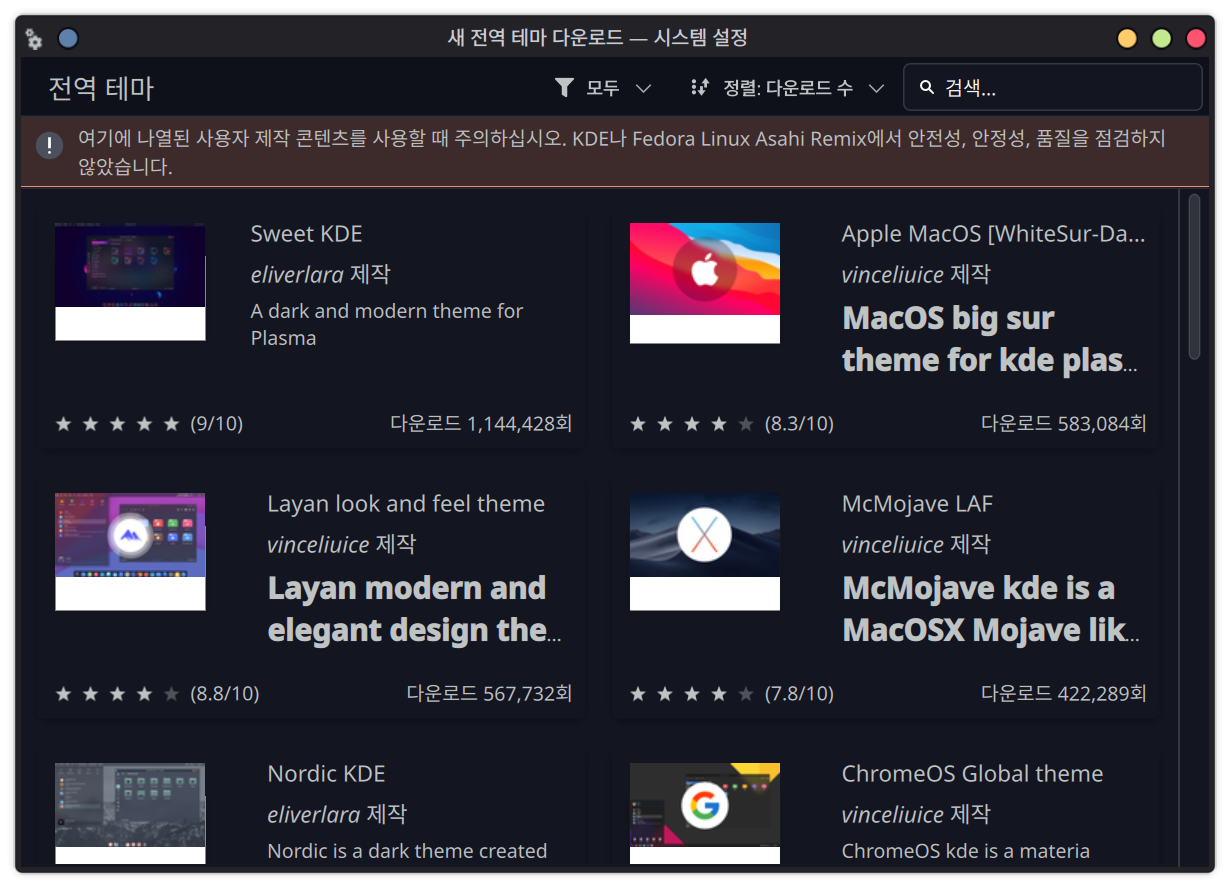 새 전역 테마 다운로드 — 시스템 설정
전역 테마
모두
정렬: 다운로드 수
검색...
여기에 나열된 사용자 제작 콘텐츠를 사용할 때 주의하십시오. KDE나 Fedora Linux Asahi Remix에서 안전성, 안정성, 품질을 점검하지
않았습니다.
Sweet KDE
eliverlara 제작
A dark and modern theme for
Plasma
(9/10)
다운로드 1,144,428회
Apple MacOS [WhiteSur-Da...
vinceliuice 제작
MacOS big sur
theme for kde plas...
(8.3/10)
다운로드 583,084회
Layan look and feel theme
vinceliuice 제작
Layan modern and
elegant design the...
(8.8/10)
다운로드 567,732회
McMojave LAF
vinceliuice 제작
McMojave kde is a
MacOSX Mojave lik...
(7.8/10)
다운로드 422,289회
Nordic KDE
eliverlara 제작
Nordic is a dark theme created
ChromeOS Global theme
vinceliuice 제작
ChromeOS kde is a materia